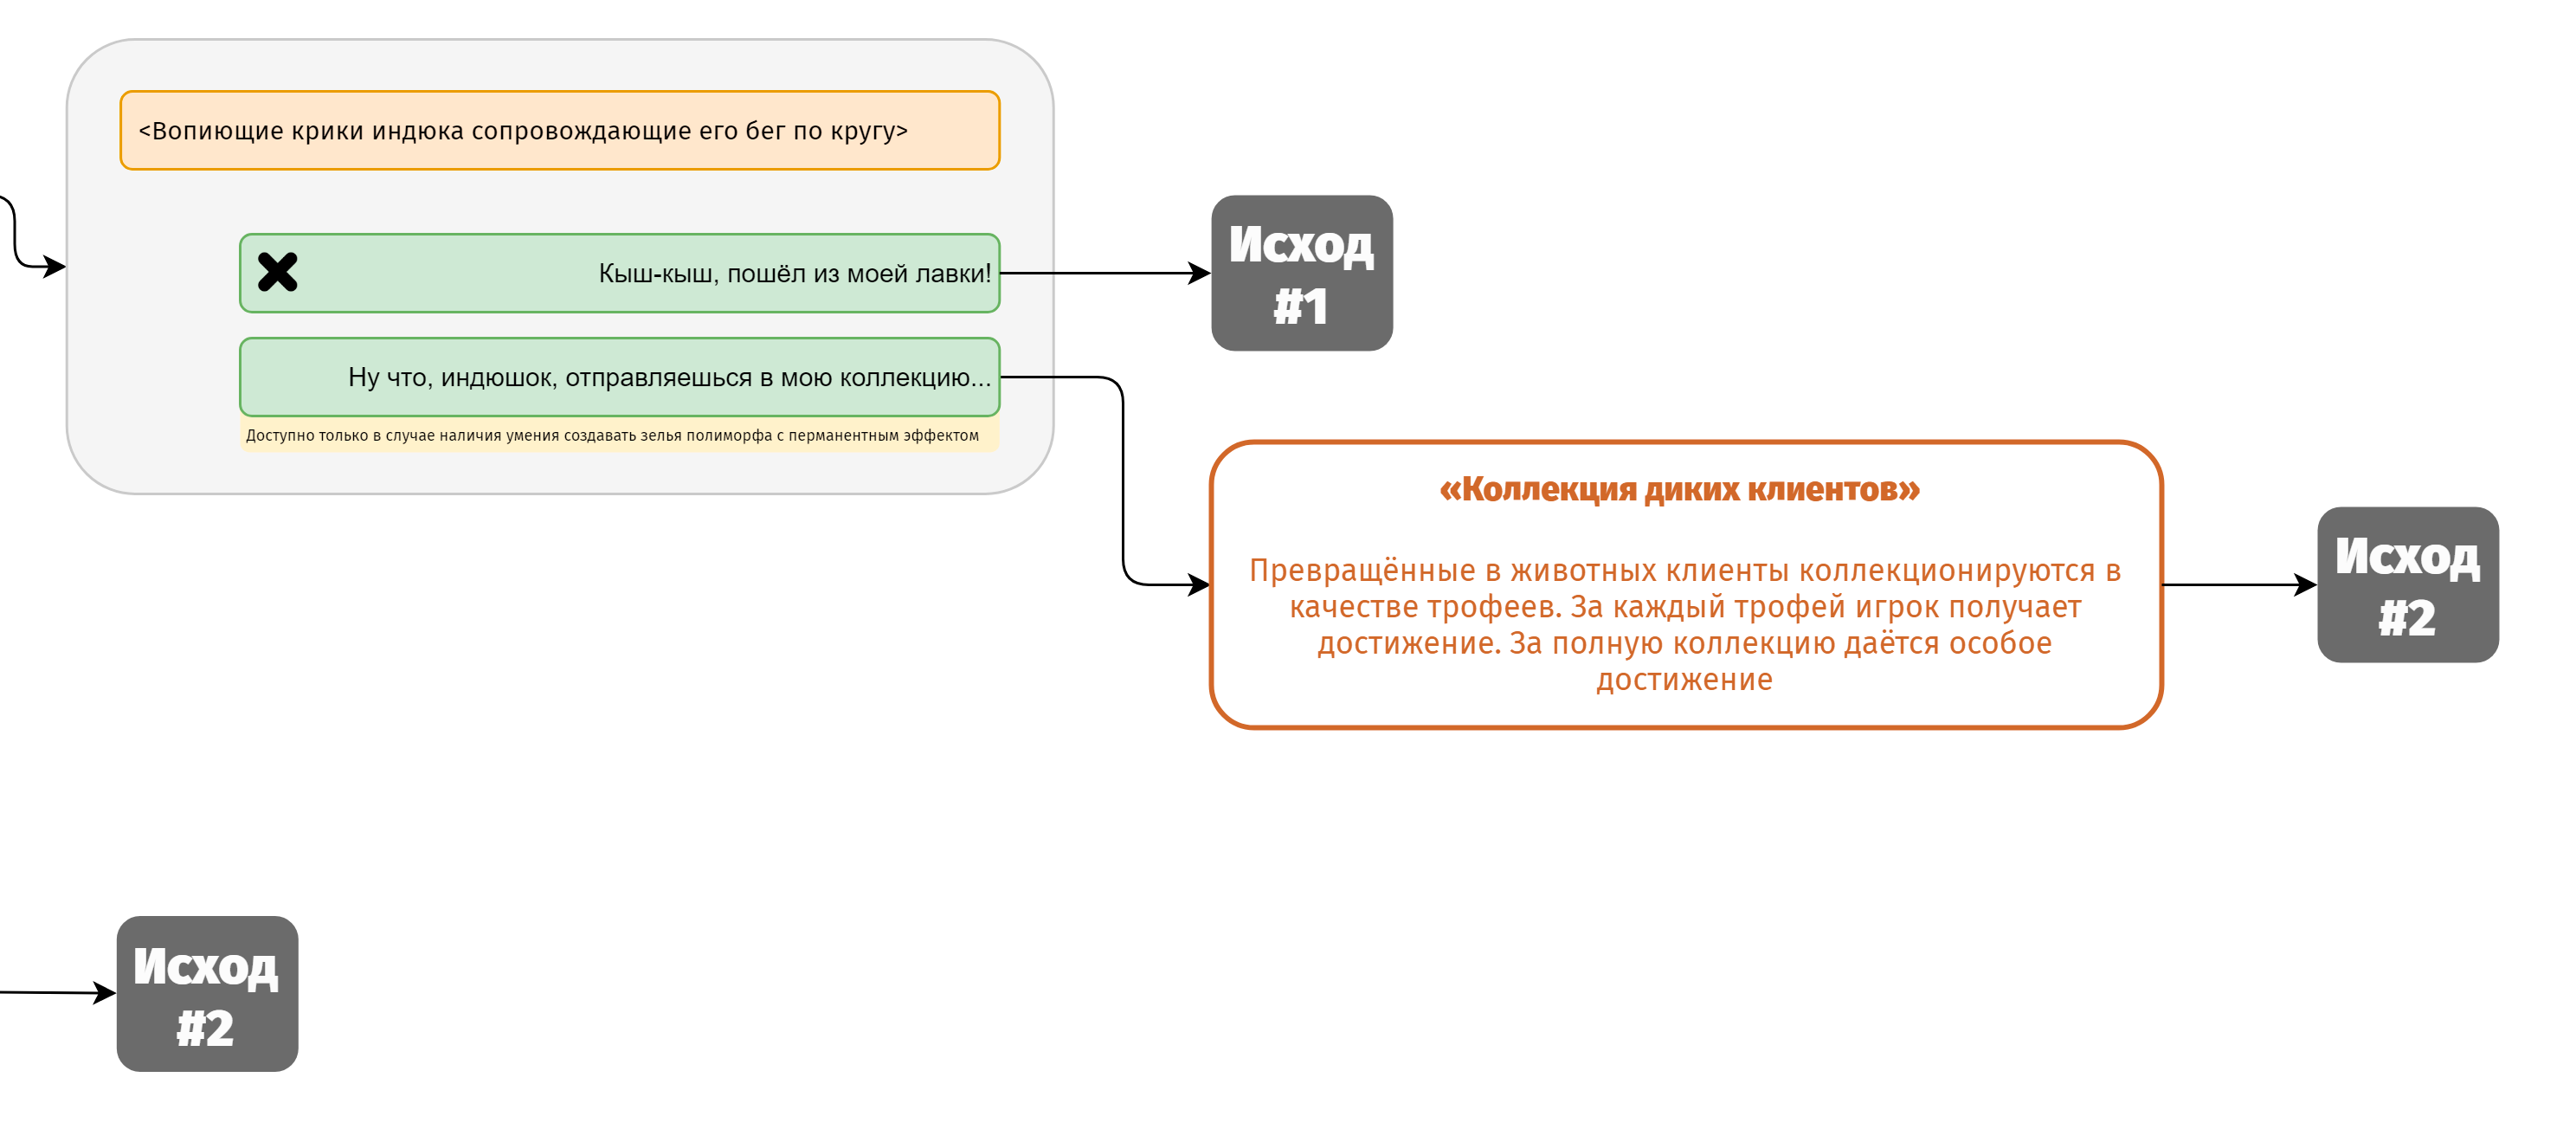 <Вопиющие крики индюка сопровождающие его бег по кругу>
Кыш-кыш, пошёл из моей лавки!
Исход
#1
Ну что, индюшок, отправляешься в мою коллекцию...
Доступно только в случае наличия умения создавать зелья полиморфа с перманентным эффектом
«Коллекция диких клиентов»
Превращённые в животных клиенты коллекционируются в
качестве трофеев. За каждый трофей игрок получает
достижение. За полную коллекцию даётся особое
достижение
Исход
#2
Исход
#2